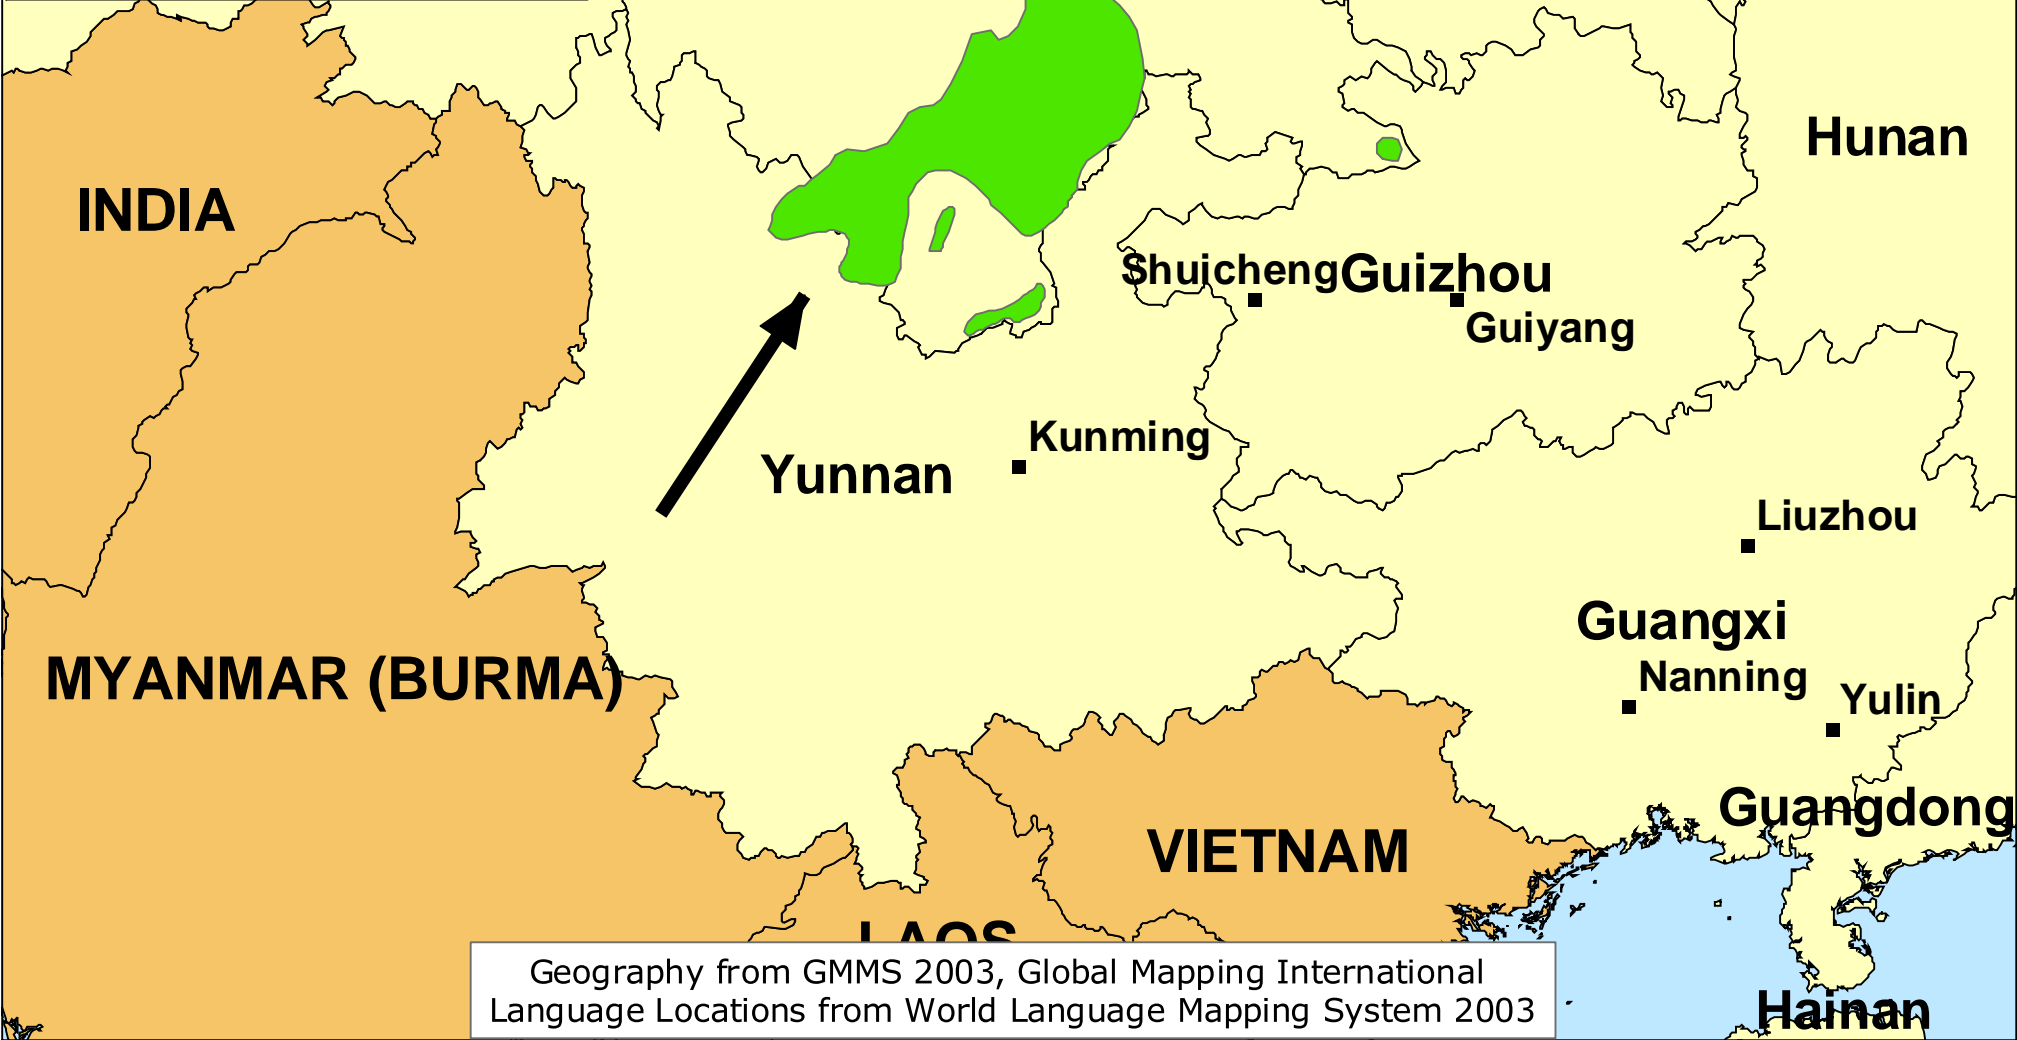 Hunan
INDIA
Shuicheng
Guizhou
Guiyang
Kunming
Yunnan
Liuzhou
Guangxi
MYANMAR (BURMA)
Nanning
Yulin
Guangdong
VIETNAM
LAOS
Geography from GMMS 2003, Global Mapping International
Language Locations from World Language Mapping System 2003
Hainan